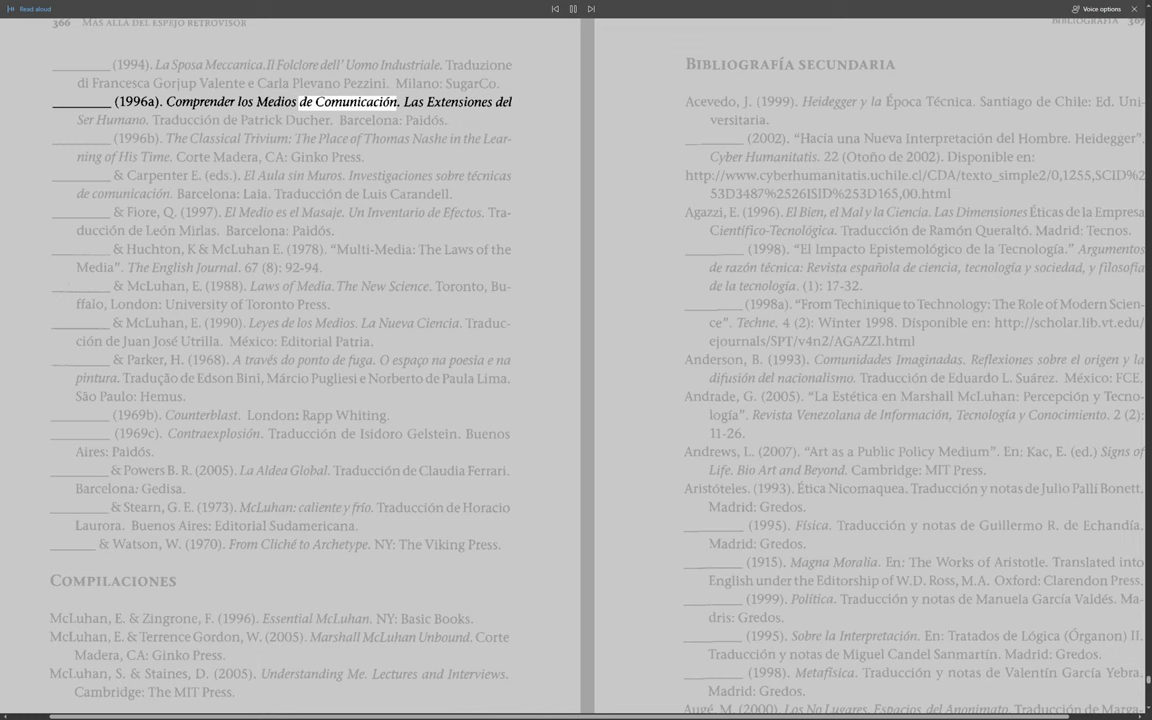 Read aloud
Voice options
366 MÁS ALLÁ DEL ESPEJO RETROVISOR
________ (1994). La Sposa Meccanica.Il Folclore dell' Uomo Industriale. Traduzione
di Francesca Gorjup Valente e Carla Plevano Pezzini. Milano: SugarCo.
________ (1996a). Comprender los Medios de Comunicación. Las Extensiones del
Ser Humano. Traducción de Patrick Ducher. Barcelona: Paidós.
________ (1996b). The Classical Trivium: The Place of Thomas Nashe in the Lear-
ning of His Time. Corte Madera, CA: Ginko Press.
________ & Carpenter E. (eds.). El Aula sin Muros. Investigaciones sobre técnicas
de comunicación. Barcelona: Laia. Traducción de Luis Carandell.
________ & Fiore, Q. (1997). El Medio es el Masaje. Un Inventario de Efectos. Tra-
ducción de León Mirlas. Barcelona: Paidós.
________ & Huchton, K & McLuhan E. (1978). “Multi-Media: The Laws of the
Media”. The English Journal. 67 (8): 92-94.
________ & McLuhan, E. (1988). Laws of Media. The New Science. Toronto, Bu-
ffalo, London: University of Toronto Press.
________ & McLuhan, E. (1990). Leyes de los Medios. La Nueva Ciencia. Traduc-
ción de Juan José Utrilla. México: Editorial Patria.
________ & Parker, H. (1968). A través do ponto de fuga. O espaço na poesia e na
pintura. Tradução de Edson Bini, Márcio Pugliesi e Norberto de Paula Lima.
São Paulo: Hemus.
________ (1969b). Counterblast. London: Rapp Whiting.
________ (1969c). Contraexplosión. Traducción de Isidoro Gelstein. Buenos
Aires: Paidós.
________ & Powers B. R. (2005). La Aldea Global. Traducción de Claudia Ferrari.
Barcelona: Gedisa.
________ & Stearn, G. E. (1973). McLuhan: caliente y frío. Traducción de Horacio
Laurora. Buenos Aires: Editorial Sudamericana.
________ & Watson, W. (1970). From Cliché to Archetype. NY: The Viking Press.
COMPILACIONES
McLuhan, E. & Zingrone, F. (1996). Essential McLuhan. NY: Basic Books.
McLuhan, E. & Terrence Gordon, W. (2005). Marshall McLuhan Unbound. Corte
Madera, CA: Ginko Press.
McLuhan, S. & Staines, D. (2005). Understanding Me. Lectures and Interviews.
Cambridge: The MIT Press.
BIBLIOGRAFÍA 367
BIBLIOGRAFÍA SECUNDARIA
Acevedo, J. (1999). Heidegger y la Época Técnica. Santiago de Chile: Ed. Uni-
versitaria.
________ (2002). “Hacia una Nueva Interpretación del Hombre. Heidegger”.
Cyber Humanitatis. 22 (Otoño de 2002). Disponible en:
http://www.cyberhumanitatis.uchile.cl/CDA/texto_simple2/0,1255,SCID%2
53D3487%2526ISID%253D165,00.html
Agazzi, E. (1996). El Bien, el Mal y la Ciencia. Las Dimensiones Éticas de la Empresa
Científico-Tecnológica. Traducción de Ramón Queraltó. Madrid: Tecnos.
________ (1998). “El Impacto Epistemológico de la Tecnología.” Argumentos
de razón técnica: Revista española de ciencia, tecnología y sociedad, y filosofía
de la tecnología. (1): 17-32.
________ (1998a). “From Techinique to Technology: The Role of Modern Scien-
ce”. Techne. 4 (2): Winter 1998. Disponible en: http://scholar.lib.vt.edu/
ejournals/SPT/v4n2/AGAZZI.html
Anderson, B. (1993). Comunidades Imaginadas. Reflexiones sobre el origen y la
difusión del nacionalismo. Traducción de Eduardo L. Suárez. México: FCE.
Andrade, G. (2005). “La Estética en Marshall McLuhan: Percepción y Tecno-
logía”. Revista Venezolana de Información, Tecnología y Conocimiento. 2 (2):
11-26.
Andrews, L. (2007). “Art as a Public Policy Medium”. En: Kac, E. (ed.) Signs of
Life. Bio Art and Beyond. Cambridge: MIT Press.
Aristóteles. (1993). Ética Nicomaquea. Traducción y notas de Julio Pallí Bonett.
Madrid: Gredos.
________ (1995). Física. Traducción y notas de Guillermo R. de Echandía.
Madrid: Gredos.
________ (1915). Magna Moralia. En: The Works of Aristotle. Translated into
English under the Editorship of W.D. Ross, M.A. Oxford: Clarendon Press.
________ (1999). Política. Traducción y notas de Manuela García Valdés. Ma-
dris: Gredos.
________ (1995). Sobre la Interpretación. En: Tratados de Lógica (Órganon) II.
Traducción y notas de Miguel Candel Sanmartín. Madrid: Gredos.
________ (1998). Metafísica. Traducción y notas de Valentín García Yebra.
Madrid: Gredos.
Augé, M. (2000). Los No Lugares. Espacios del Anonimato. Traducción de Marga-